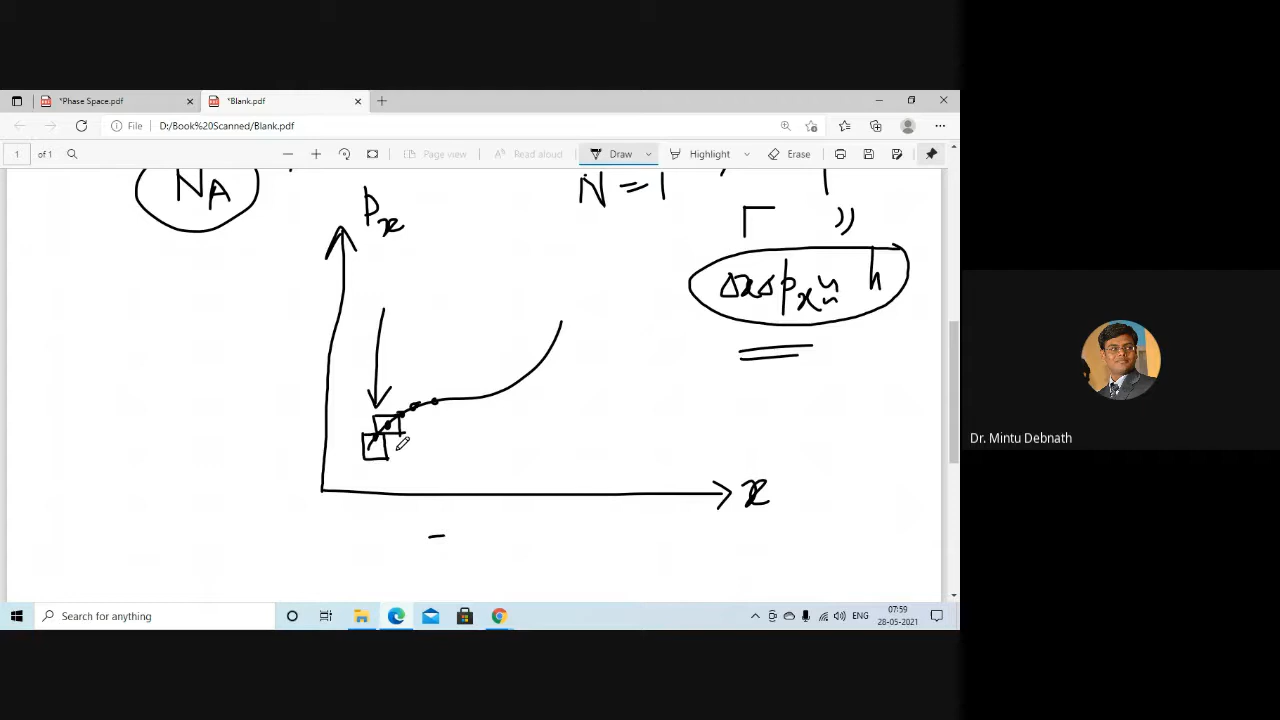 *Phase Space.pdf
*Blank.pdf
File
D:/Book%20Scanned/Blank.pdf
1
of 1
Page view
Read aloud
Draw
Highlight
Erase
NA
Px
N = 1
Γ "
ΔxΔpx ≈ h
x
Dr. Mintu Debnath
Search for anything
ENG
07:59
28-05-2021